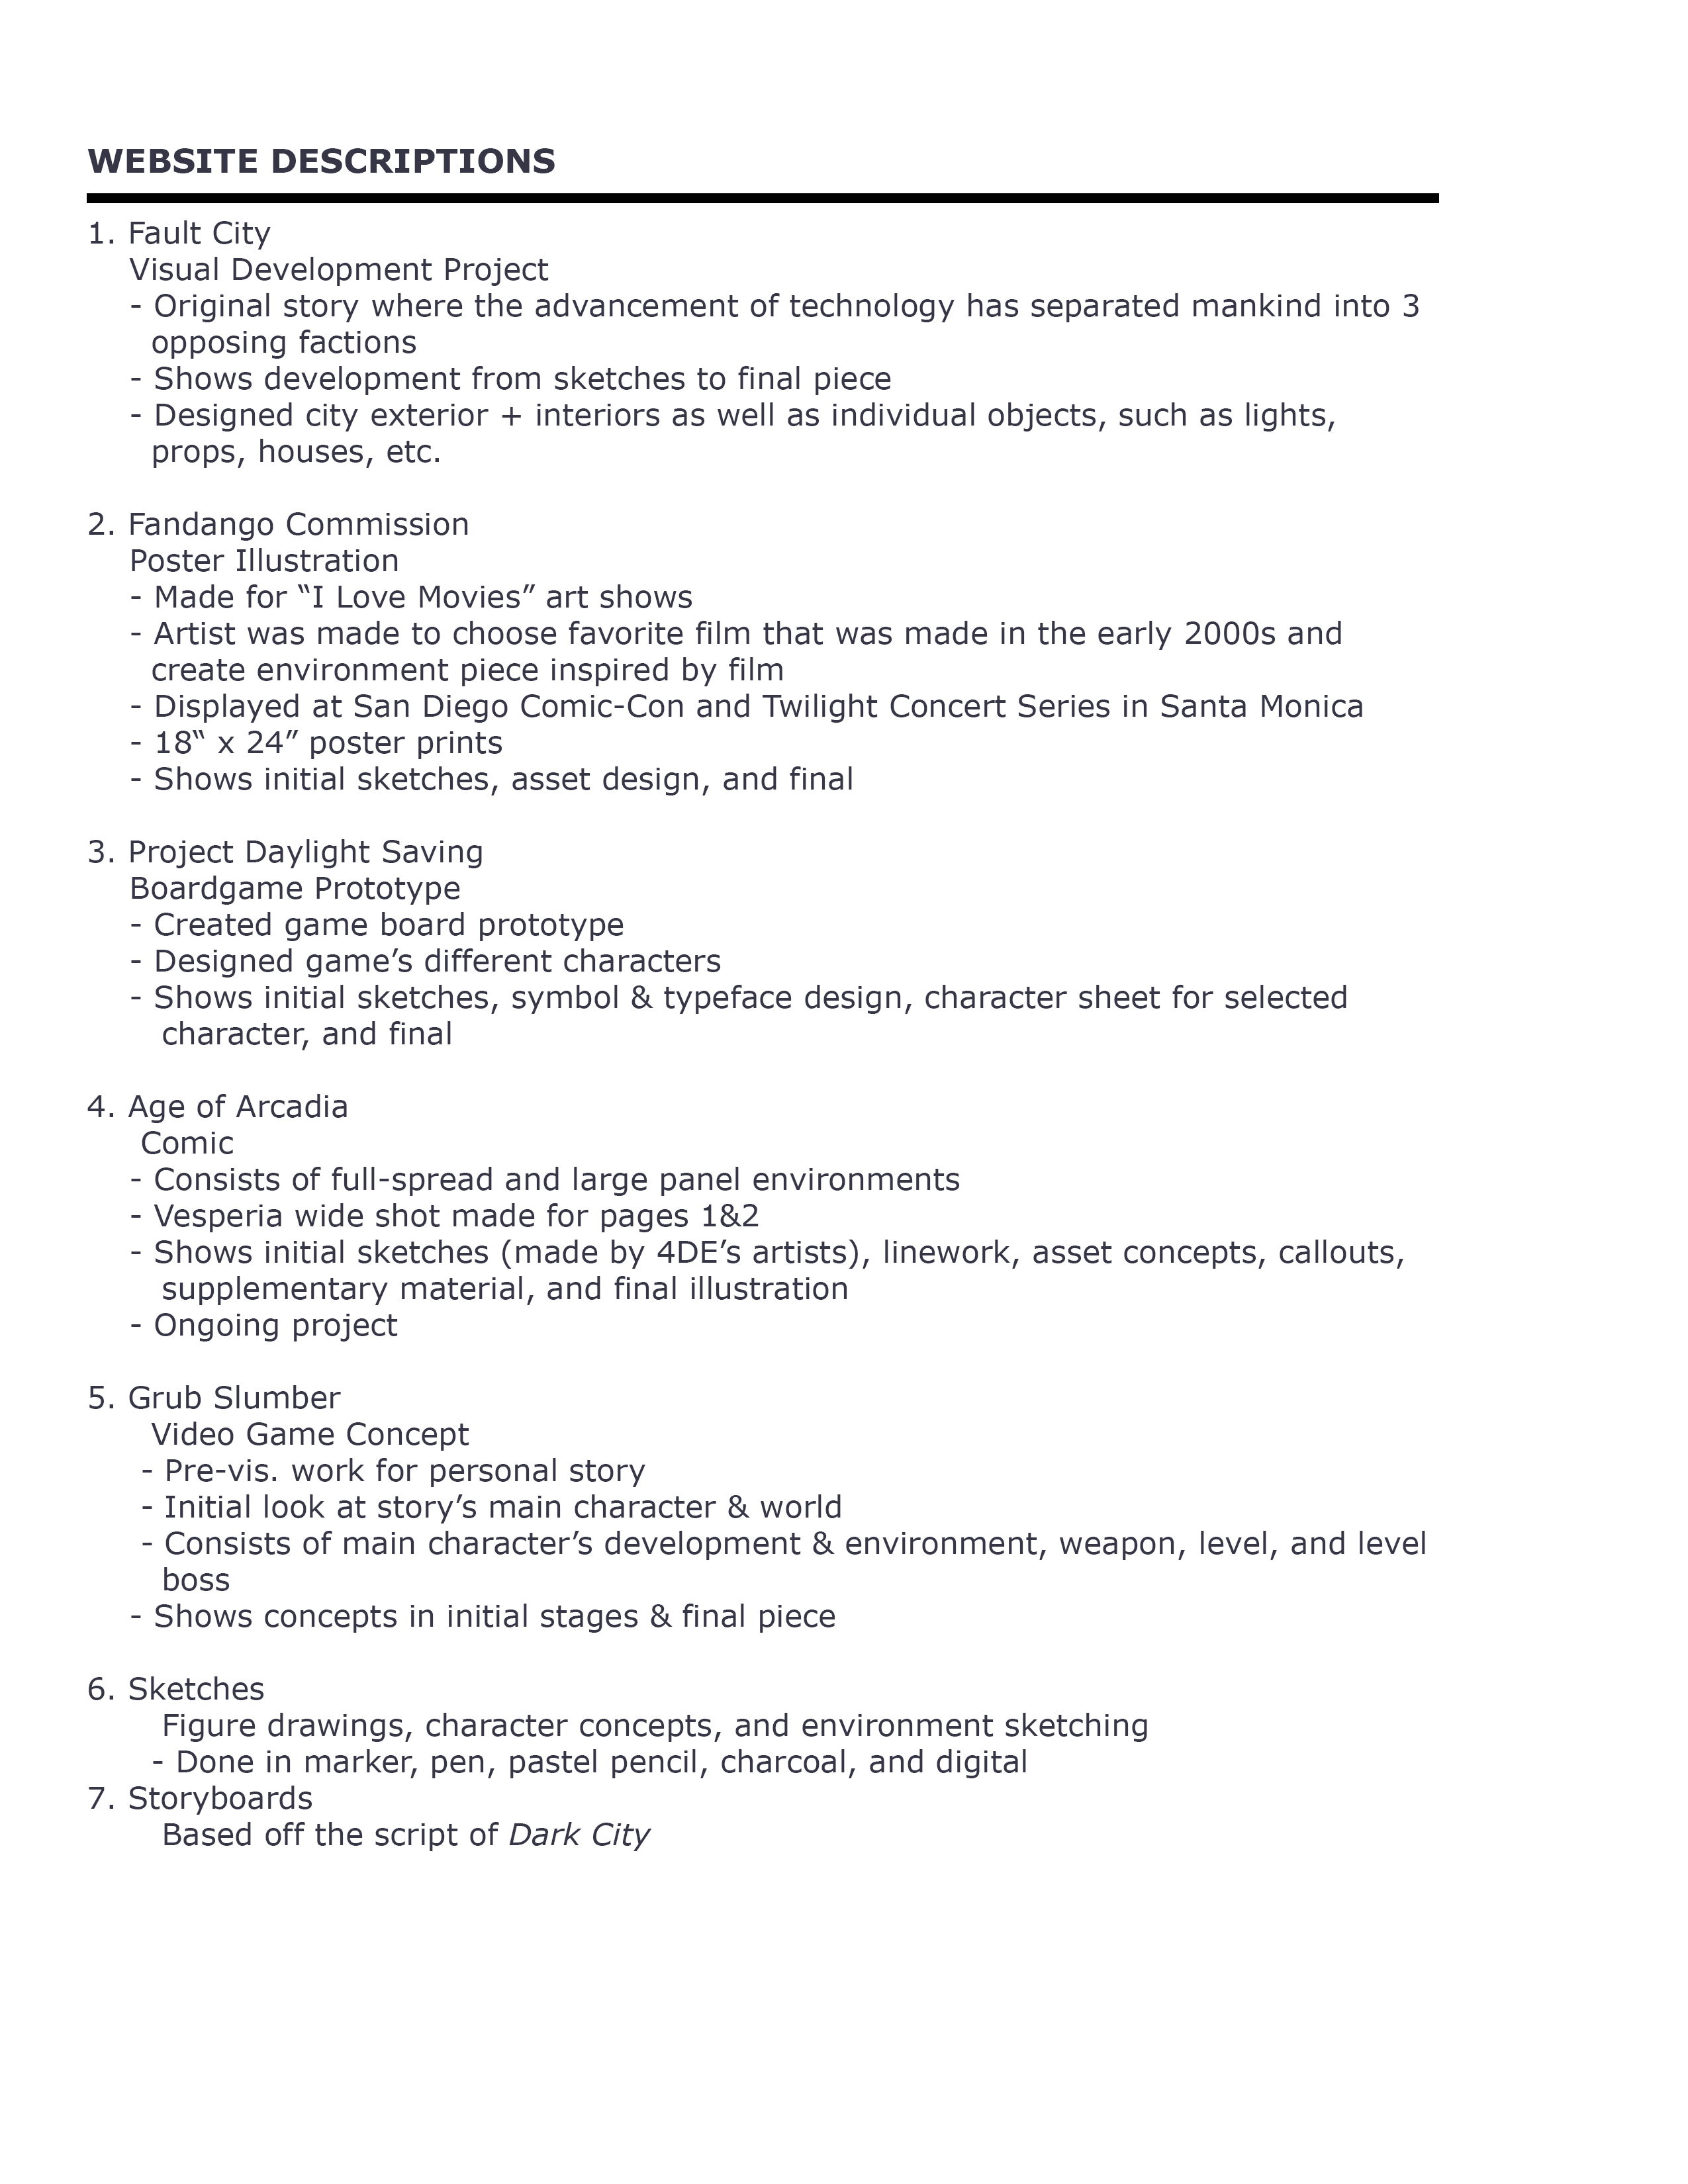 WEBSITE DESCRIPTIONS
1. Fault City
Visual Development Project
- Original story where the advancement of technology has separated mankind into 3
opposing factions
- Shows development from sketches to final piece
- Designed city exterior + interiors as well as individual objects, such as lights,
props, houses, etc.
2. Fandango Commission
Poster Illustration
- Made for “I Love Movies” art shows
- Artist was made to choose favorite film that was made in the early 2000s and
create environment piece inspired by film
- Displayed at San Diego Comic-Con and Twilight Concert Series in Santa Monica
- 18“ x 24” poster prints
- Shows initial sketches, asset design, and final
3. Project Daylight Saving
Boardgame Prototype
- Created game board prototype
- Designed game’s different characters
- Shows initial sketches, symbol & typeface design, character sheet for selected
character, and final
4. Age of Arcadia
Comic
- Consists of full-spread and large panel environments
- Vesperia wide shot made for pages 1&2
- Shows initial sketches (made by 4DE’s artists), linework, asset concepts, callouts,
supplementary material, and final illustration
- Ongoing project
5. Grub Slumber
Video Game Concept
- Pre-vis. work for personal story
- Initial look at story’s main character & world
- Consists of main character’s development & environment, weapon, level, and level
boss
- Shows concepts in initial stages & final piece
6. Sketches
Figure drawings, character concepts, and environment sketching
- Done in marker, pen, pastel pencil, charcoal, and digital
7. Storyboards
Based off the script of Dark City